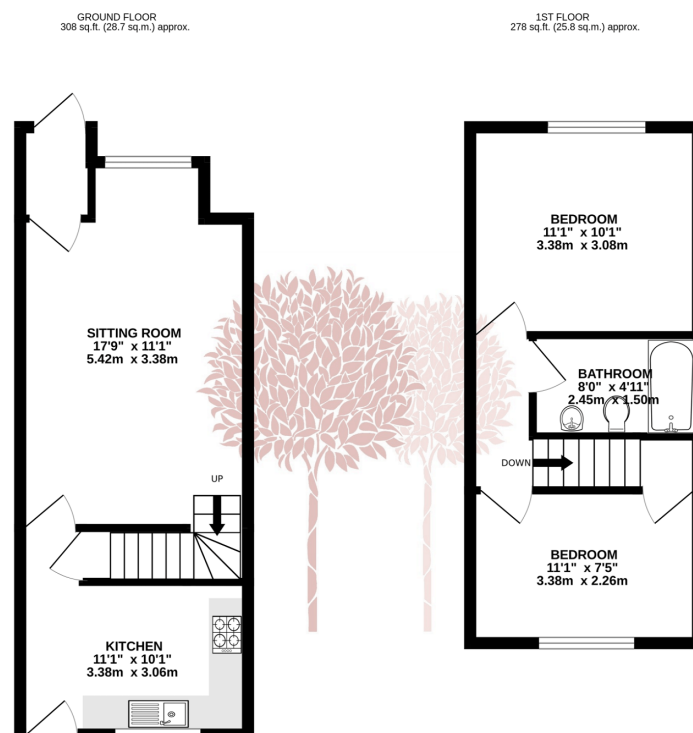 GROUND FLOOR
308 sq.ft. (28.7 sq.m.) approx.
1ST FLOOR
278 sq.ft. (25.8 sq.m.) approx.
SITTING ROOM
17'9" x 11'1"
5.42m x 3.38m
UP
KITCHEN
11'1" x 10'1"
3.38m x 3.06m
BEDROOM
11'1" x 10'1"
3.38m x 3.08m
BATHROOM
8'0" x 4'11"
2.45m x 1.50m
DOWN
BEDROOM
11'1" x 7'5"
3.38m x 2.26m